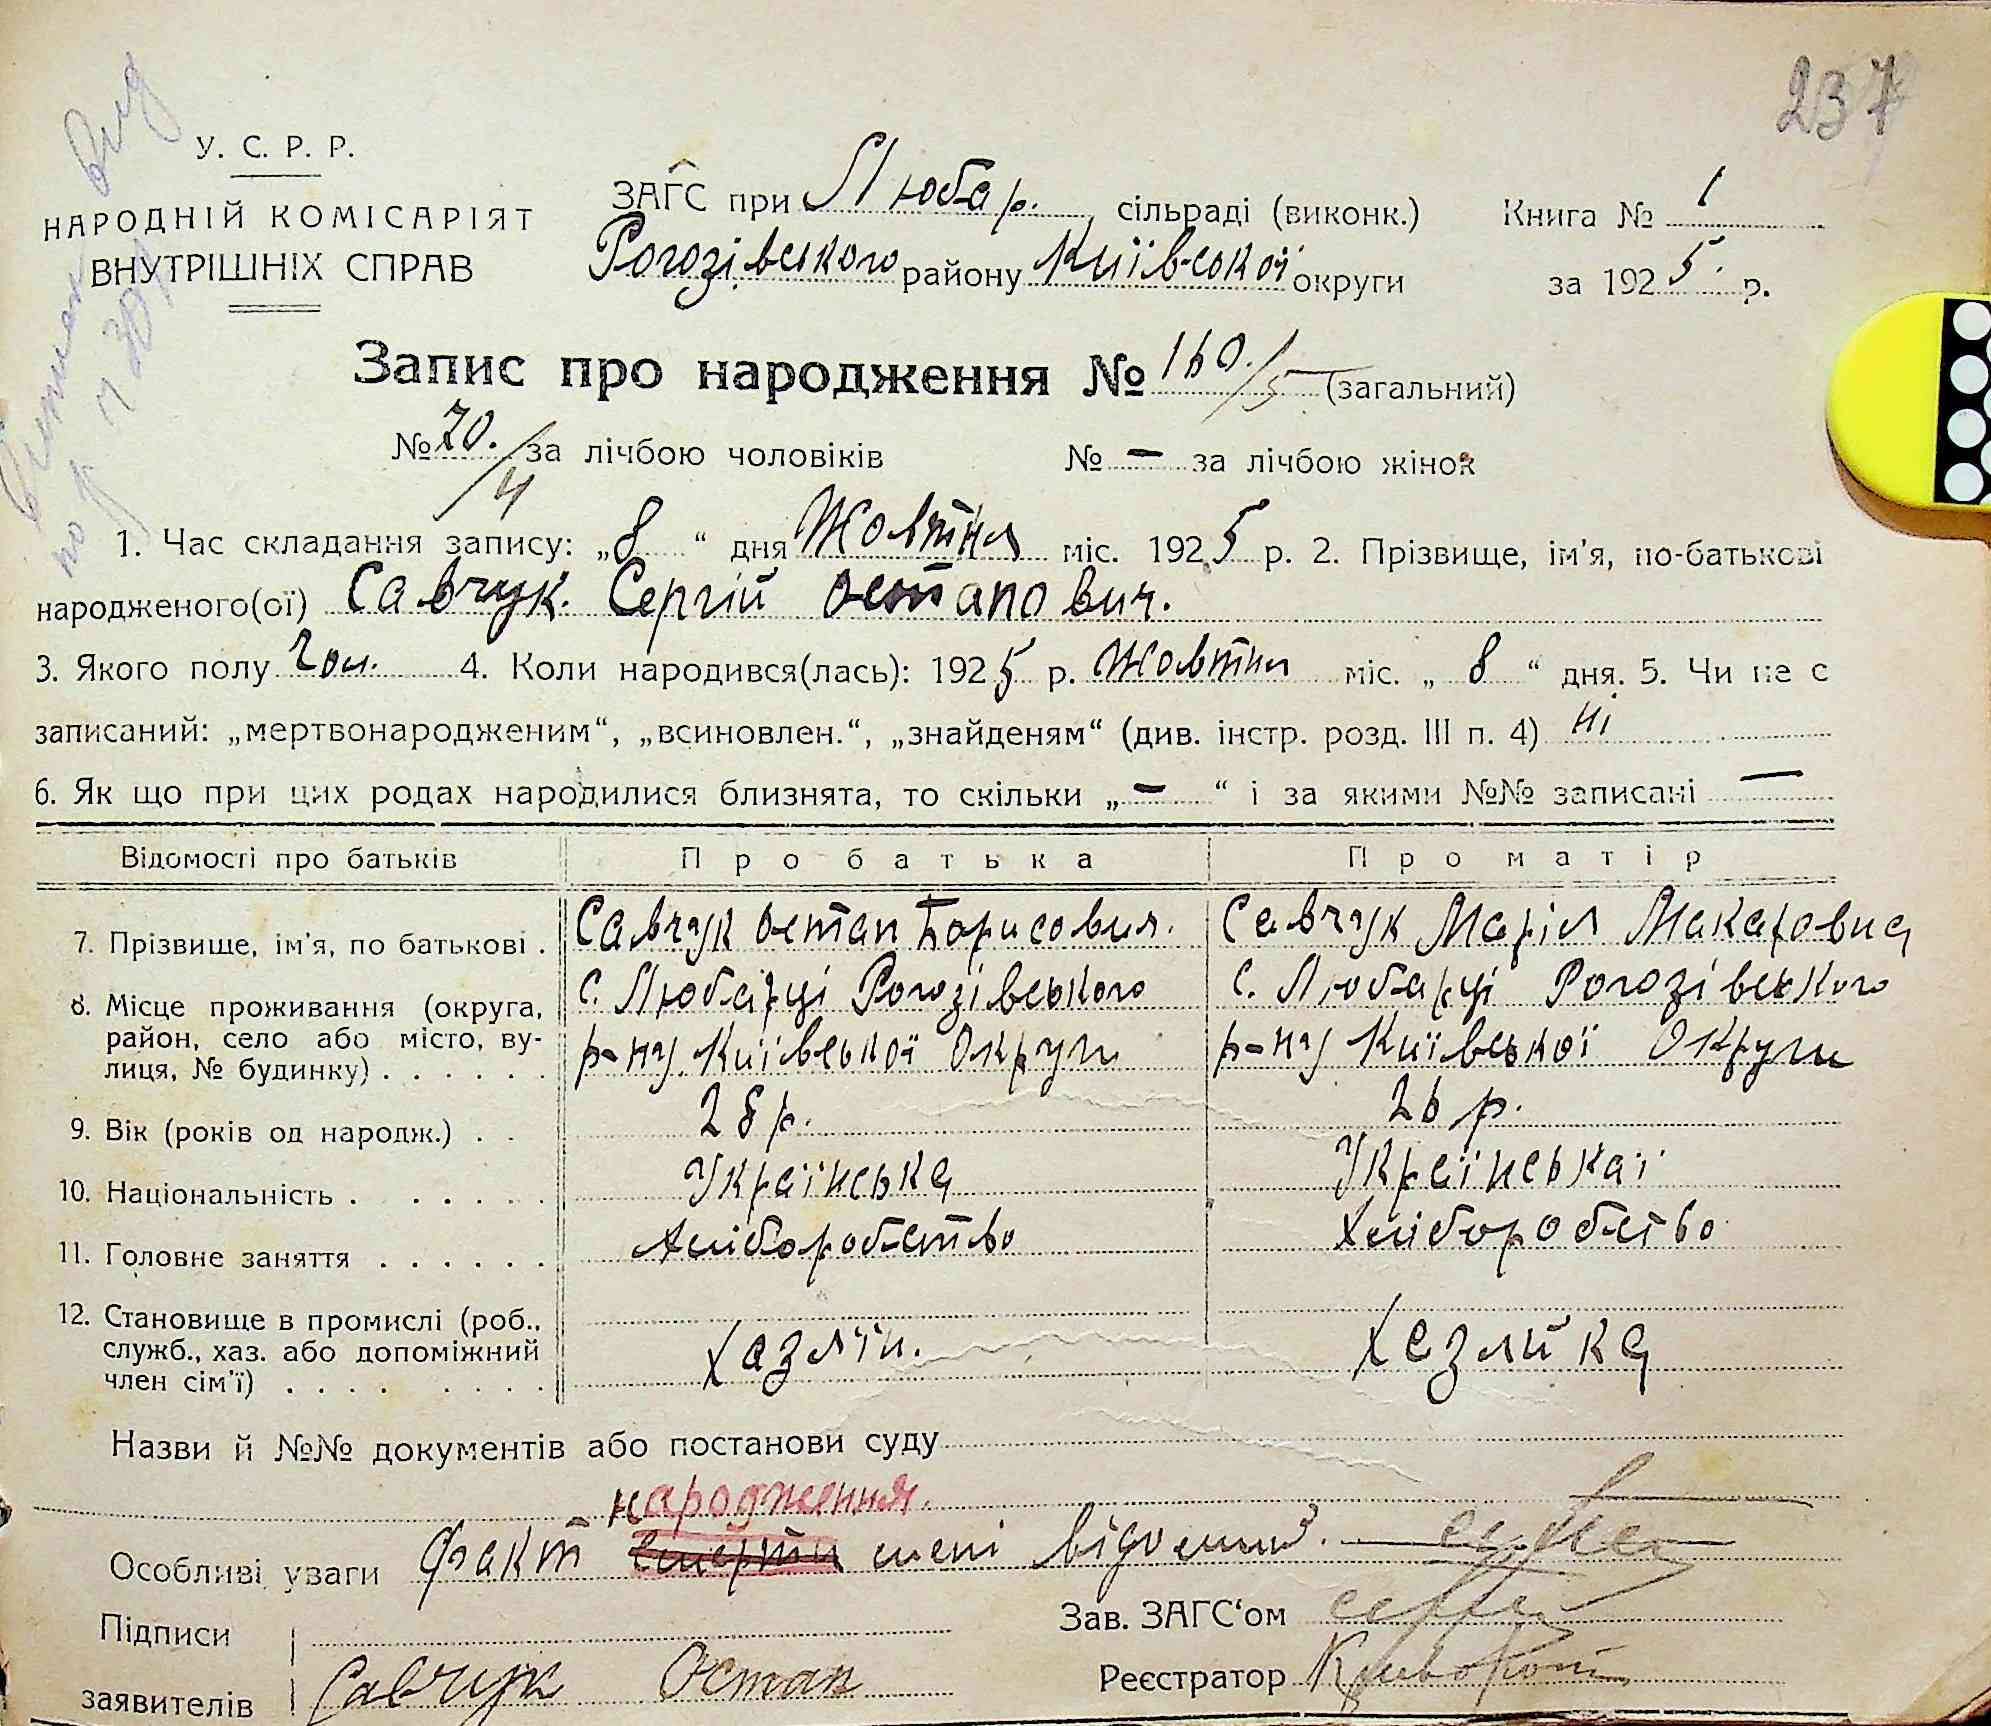 237
У. С. Р. Р.
НАРОДНІЙ КОМІСАРІЯТ
ВНУТРІШНІХ СПРАВ
ЗАГС при Любар. сільраді (виконк.)
Рогозівського району Київської округи
Книга № 1
за 1925 р.
Запис про народження № 160./5 (загальний)
№ 70./4 за лічбою чоловіків № — за лічбою жінок
1. Час складання запису: „8 “ дня Жовтня міс. 1925 р. 2. Прізвище, ім’я, по-батькові
народженого(ої) Савчук. Сергій Остапович.
3. Якого полу Чол. 4. Коли народився(лась): 1925 р. Жовтня міс. „ 8 “ дня. 5. Чи не є
записаний: „мертвонародженим“, „всиновлен.“, „знайденям“ (див. інстр. розд. III п. 4) ні
6. Як що при цих родах народилися близнята, то скільки „ — “ і за якими №№ записані —
Відомості про батьків Про батька Про матір
7. Прізвище, ім’я, по батькові . Савчук Остап Борисович. Савчук Марія Макаровна
8. Місце проживання (округа, с. Любарці Рогозівського с. Любарці Рогозівського
район, село або місто, ву- р-ну Київської Округи р-ну Київської Округи
лиця, № будинку) . . . . . .
9. Вік (років од народж.) . . 28 р. 26 р.
10. Національність . . . . . . Українська Українськаї
11. Головне заняття . . . . . . Хліборобство Хлібороблство
12. Становище в промислі (роб.,
служб., хаз. або допоміжний Хазяїн. Хазяйка
член сім’ї) . . . . . . . .
Назви й №№ документів або постанови суду
народження.
Особливі уваги Факт смерти мені відомий.
Підписи
заявителів Савчук Остап
Зав. ЗАГС‘ом
Реєстратор